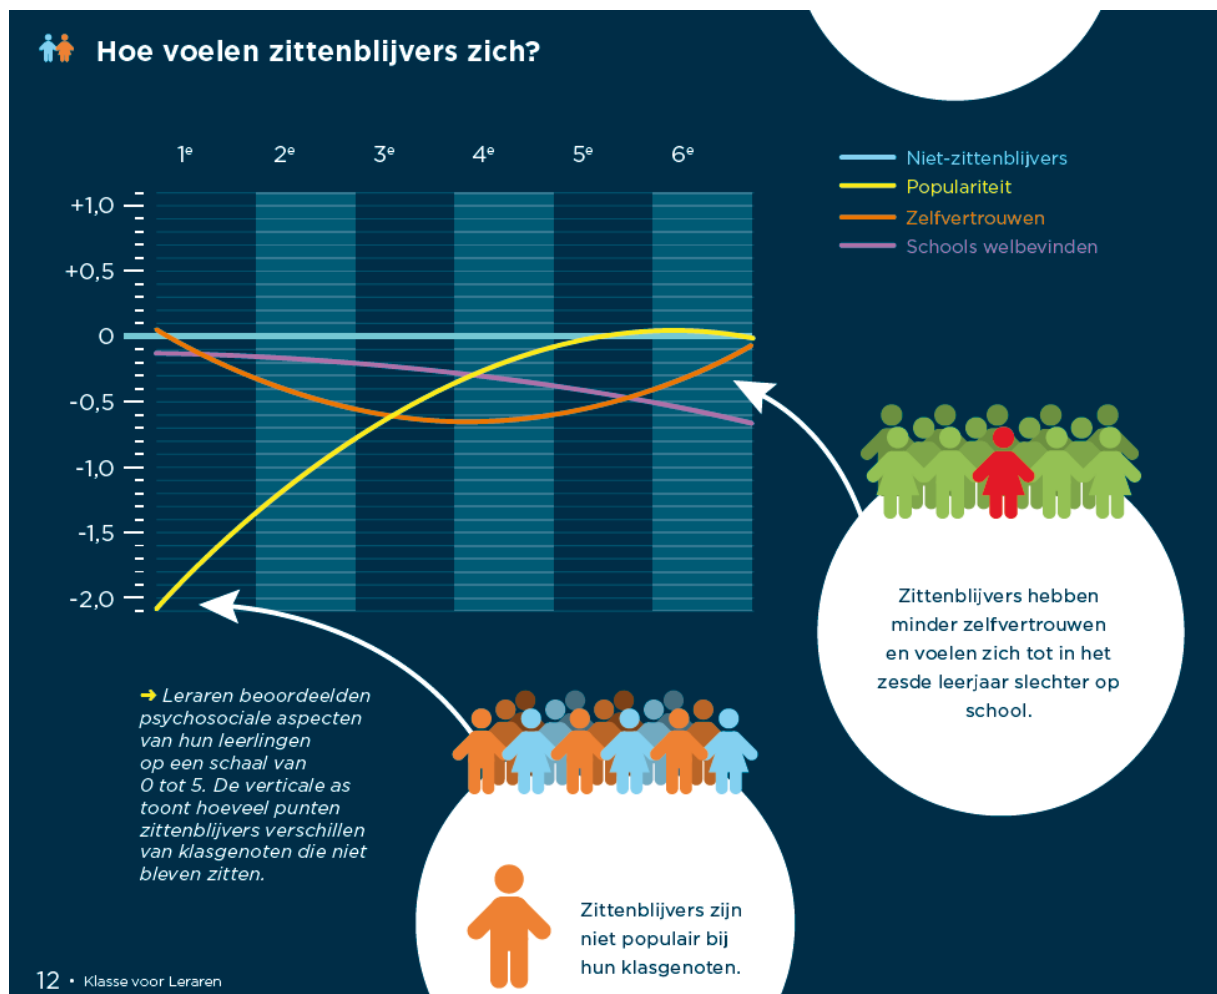 Hoe voelen zittenblijvers zich?
1e 2e 3e 4e 5e 6e
Niet-zittenblijvers
Populariteit
Zelfvertrouwen
Schools welbevinden
+1,0
+0,5
0
-0,5
-1,0
-1,5
-2,0
Zittenblijvers hebben
minder zelfvertrouwen
en voelen zich tot in het
zesde leerjaar slechter op
school.
➜ Leraren beoordeelden
psychosociale aspecten
van hun leerlingen
op een schaal van
0 tot 5. De verticale as
toont hoeveel punten
zittenblijvers verschillen
van klasgenoten die niet
bleven zitten.
Zittenblijvers zijn
niet populair bij
hun klasgenoten.
12 • Klasse voor Leraren